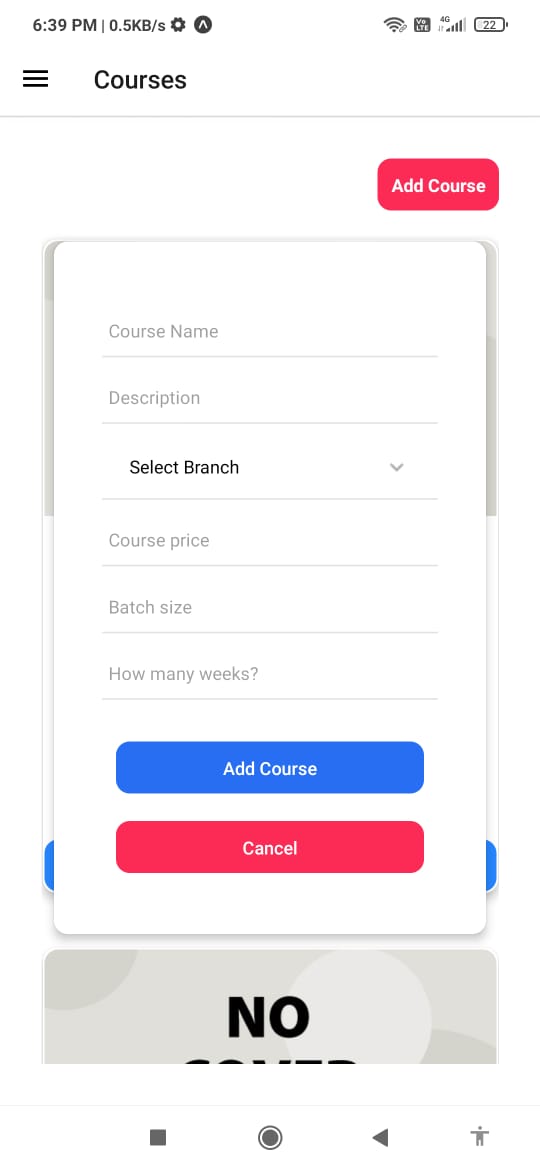 6:39 PM | 0.5KB/s
Vo LTE 4G 22
Courses
Add Course
Course Name
Description
Select Branch
Course price
Batch size
How many weeks?
Add Course
Cancel
NO
COVER